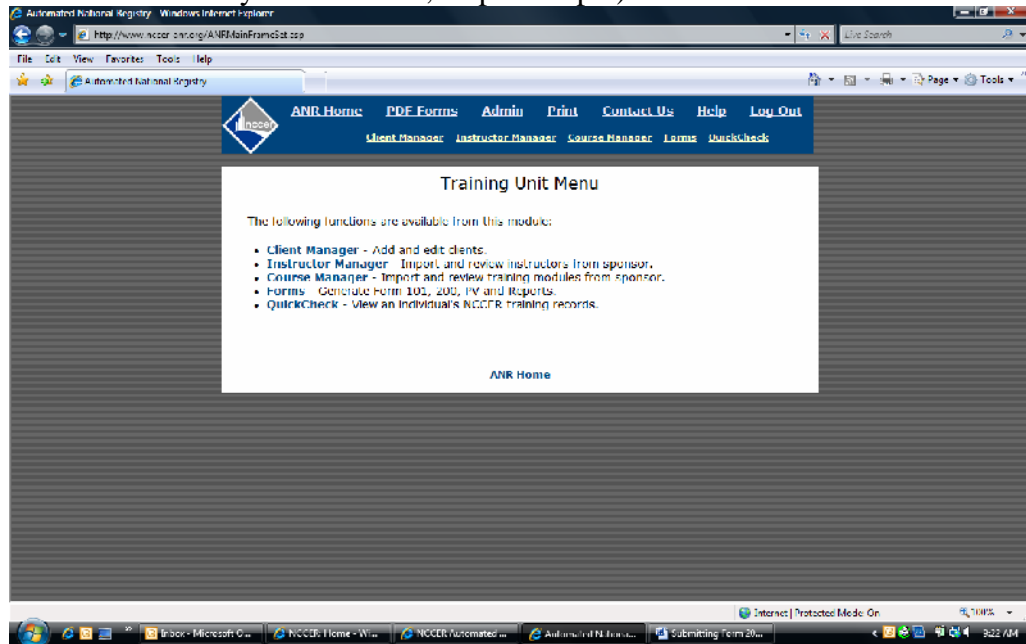 Automated National Registry - Windows Internet Explorer
http://www.nccer-anr.org/ANRMainFrameSet.asp
Live Search
File Edit View Favorites Tools Help
Automated National Registry
Page Tools
nccer
ANR Home PDF Forms Admin Print Contact Us Help Log Out
Client Manager Instructor Manager Course Manager Forms QuickCheck
Training Unit Menu
The following functions are available from this module:
• Client Manager - Add and edit clients.
• Instructor Manager - Import and review instructors from sponsor.
• Course Manager - Import and review training modules from sponsor.
• Forms - Generate Form 101, 200, PV and Reports.
• QuickCheck - View an individual's NCCER training records.
ANR Home
Internet | Protected Mode: On 100%
Inbox - Microsoft O... NCCER: Home - Wi... NCCER Automated ... Automated Nationa... Submitting Form 20... 9:22 AM